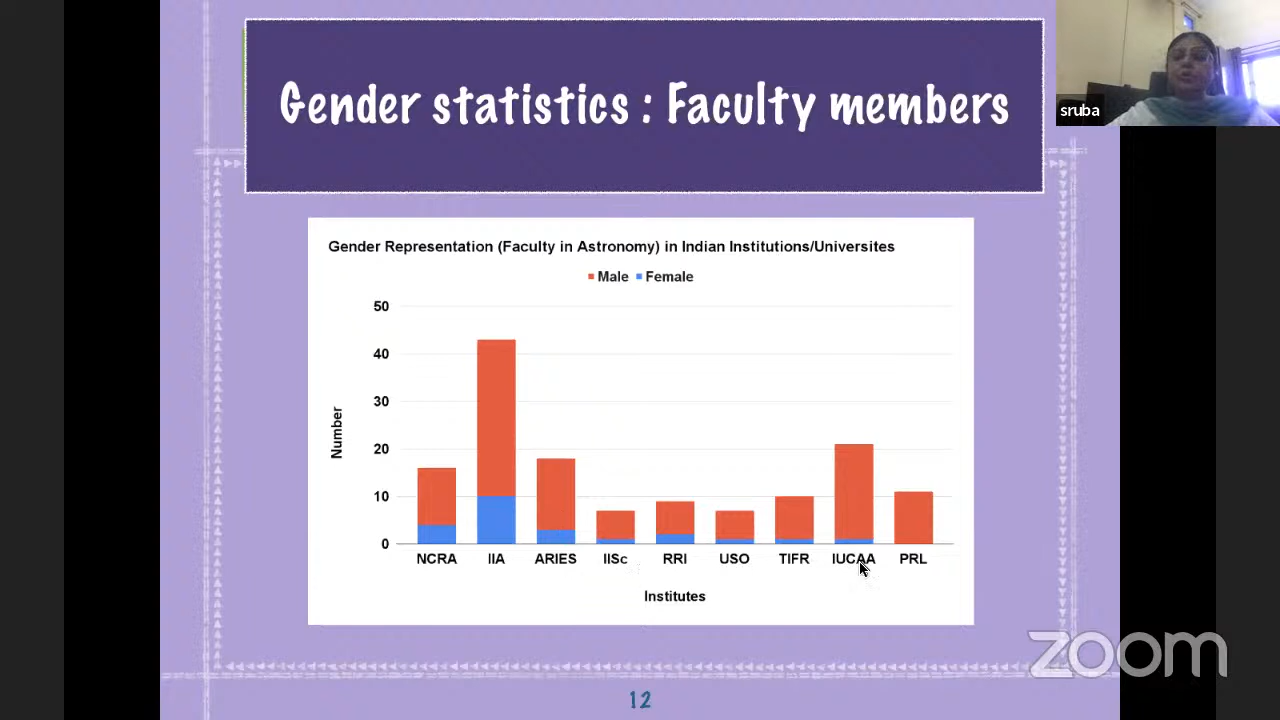 Gender statistics : Faculty members
sruba
Gender Representation (Faculty in Astronomy) in Indian Institutions/Universites
Male Female
50
40
30
20
10
0
Number
NCRA IIA ARIES IISc RRI USO TIFR IUCAA PRL
Institutes
zoom
12